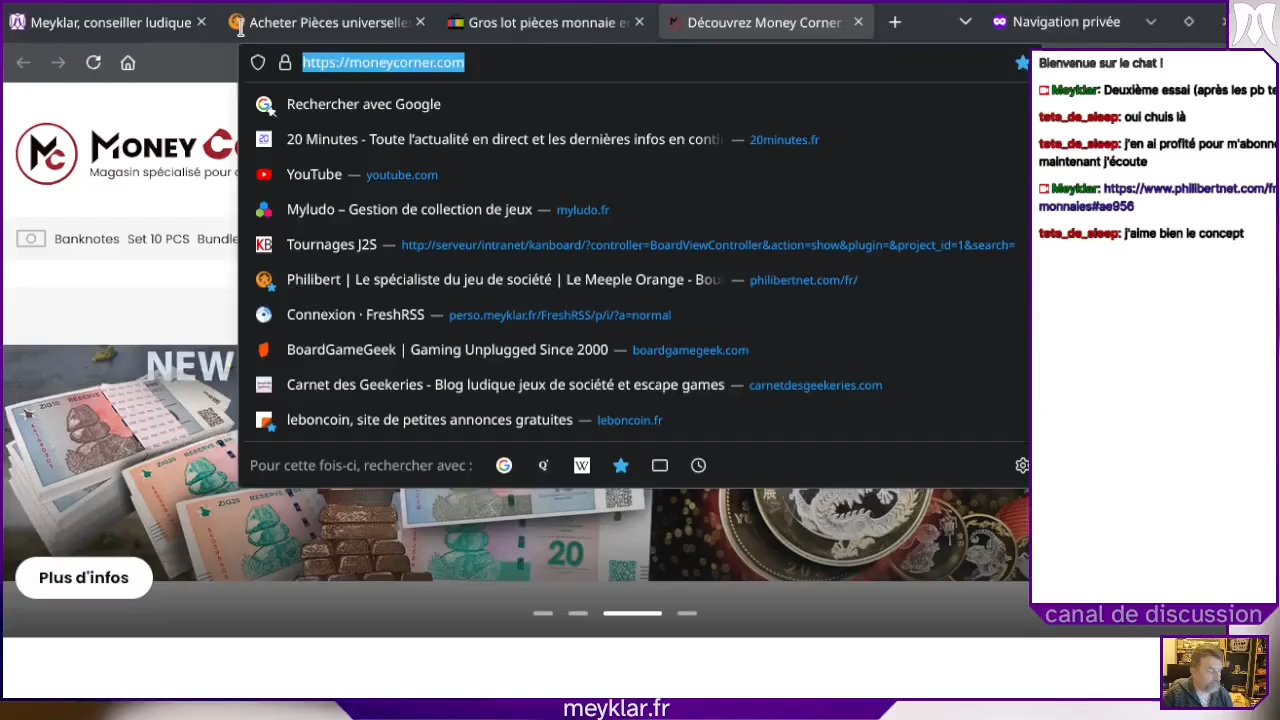 Meyklar, conseiller ludique
Acheter Pièces universelle
Gros lot pièces monnaie e
Découvrez Money Corner
Navigation privée
https://moneycorner.com
Rechercher avec Google
20 Minutes - Toute l'actualité en direct et les dernières infos en conti — 20minutes.fr
YouTube — youtube.com
Myludo – Gestion de collection de jeux — myludo.fr
Tournages J2S — http://serveur/intranet/kanboard/?controller=BoardViewController&action=show&plugin=&project_id=1&search=
Philibert | Le spécialiste du jeu de société | Le Meeple Orange - Bou — philibertnet.com/fr/
Connexion · FreshRSS — perso.meyklar.fr/FreshRSS/p/i/?a=normal
BoardGameGeek | Gaming Unplugged Since 2000 — boardgamegeek.com
Carnet des Geekeries - Blog ludique jeux de société et escape games — carnetdesgeekeries.com
leboncoin, site de petites annonces gratuites — leboncoin.fr
Pour cette fois-ci, rechercher avec :
MONEY CO
Magasin spécialisé pour c
Banknotes Set 10 PCS Bundle
NEW
20
Plus d'infos
Bienvenue sur le chat !
Meyklar: Deuxième essai (après les pb te
tete_de_sleep: oui chuis là
tete_de_sleep: j'en ai profité pour m'abonne
maintenant j'écoute
Meyklar: https://www.philibertnet.com/fr
monnaies#ae956
tete_de_sleep: j'aime bien le concept
canal de discussion
meyklar.fr